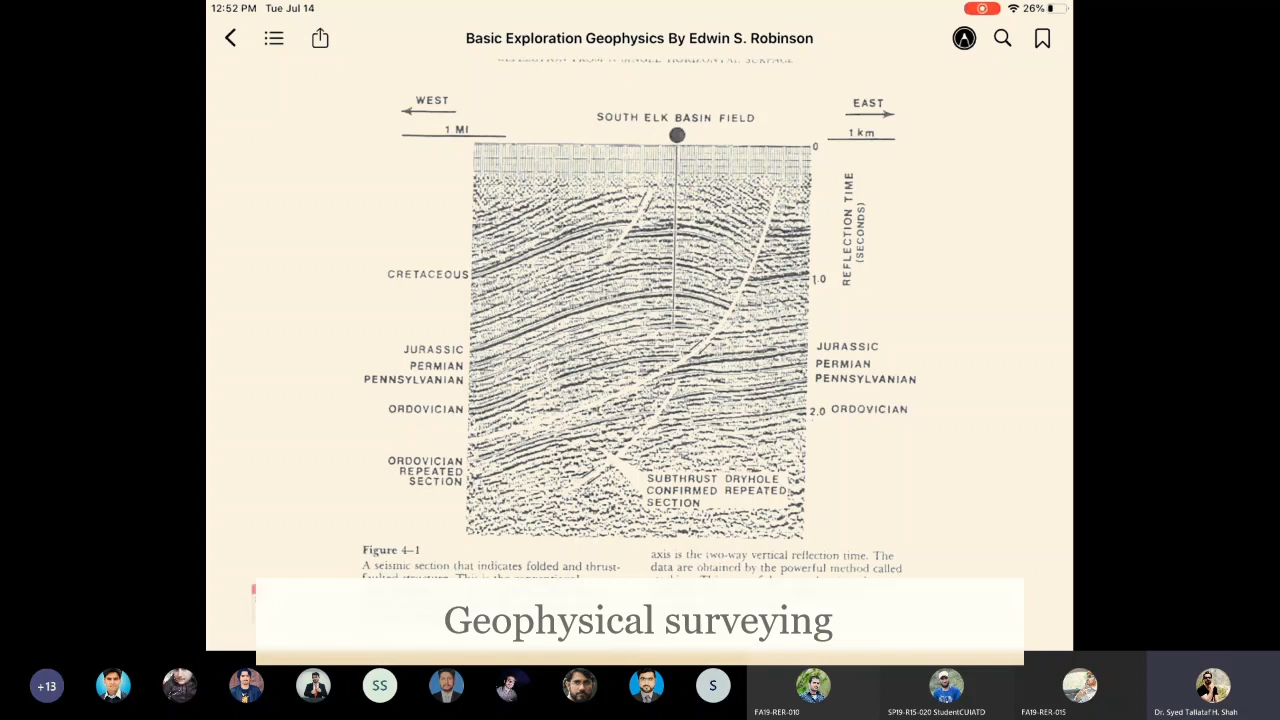 12:52 PM Tue Jul 14
26%
Basic Exploration Geophysics By Edwin S. Robinson
WEST
EAST
SOUTH ELK BASIN FIELD
1 MI
1 km
0
REFLECTION TIME
(SECONDS)
CRETACEOUS
1.0
JURASSIC
JURASSIC
PERMIAN
PERMIAN
PENNSYLVANIAN
PENNSYLVANIAN
ORDOVICIAN
2.0 ORDOVICIAN
ORDOVICIAN
REPEATED
SECTION
SUBTHRUST DRYHOLE
CONFIRMED REPEATED
SECTION
Figure 4–1
A seismic section that indicates folded and thrust-
axis is the two-way vertical reflection time. The
data are obtained by the powerful method called
Geophysical surveying
+13
SS
S
FA19-RER-010
SP19-R15-020 StudentCUIATD
FA19-RER-015
Dr. Syed Tallataf H. Shah